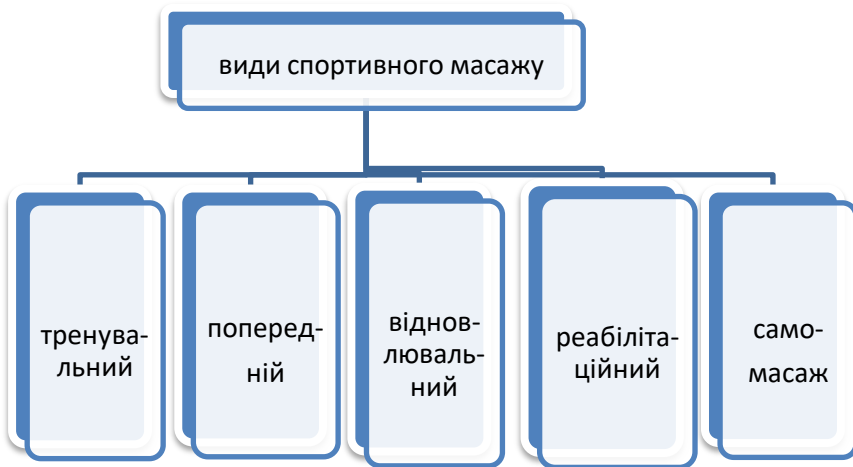 види спортивного масажу
тренува-
льний
поперед-
ній
віднов-
люваль-
ний
реабіліта-
ційний
само-
масаж